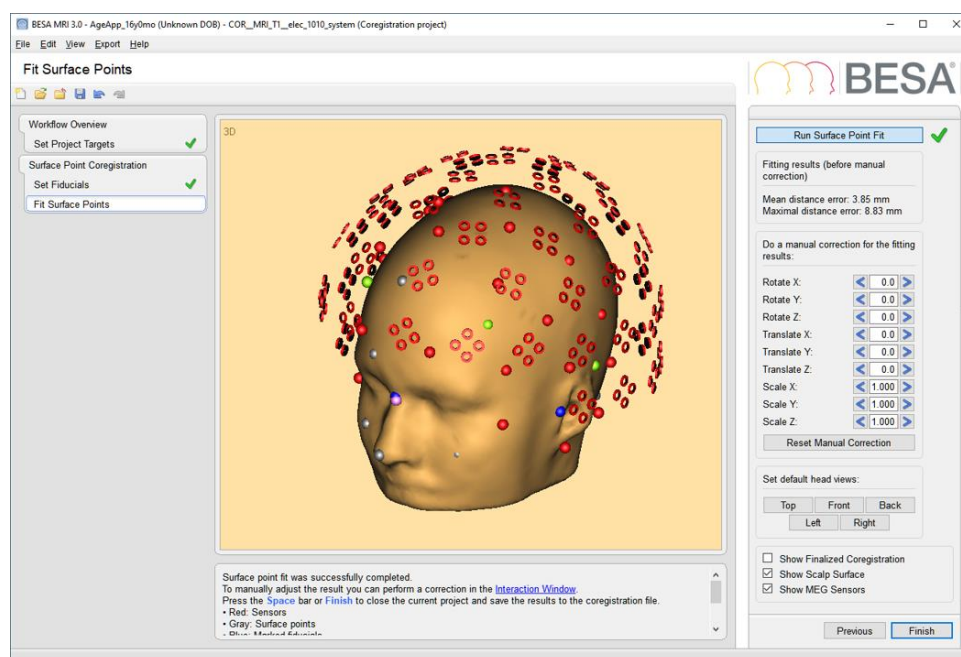 BESA MRI 3.0 - AgeApp_16y0mo (Unknown DOB) - COR_MRI_T1__elec_1010_system (Coregistration project)
File Edit View Export Help
Fit Surface Points
BESA®
Workflow Overview
Set Project Targets
Surface Point Coregistration
Set Fiducials
Fit Surface Points
3D
Surface point fit was successfully completed.
To manually adjust the result you can perform a correction in the Interaction Window.
Press the Space bar or Finish to close the current project and save the results to the coregistration file.
• Red: Sensors
• Gray: Surface points
• Blue: Marked fiducials
Run Surface Point Fit
Fitting results (before manual
correction)
Mean distance error: 3.85 mm
Maximal distance error: 8.83 mm
Do a manual correction for the fitting
results:
Rotate X: 0.0
Rotate Y: 0.0
Rotate Z: 0.0
Translate X: 0.0
Translate Y: 0.0
Translate Z: 0.0
Scale X: 1.000
Scale Y: 1.000
Scale Z: 1.000
Reset Manual Correction
Set default head views:
Top Front Back
Left Right
Show Finalized Coregistration
Show Scalp Surface
Show MEG Sensors
Previous Finish